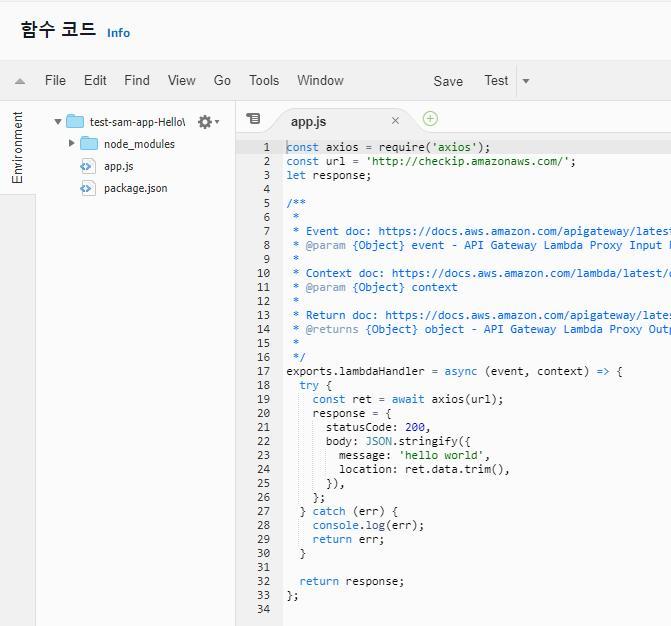 함수 코드 Info
File Edit Find View Go Tools Window Save Test
Environment
test-sam-app-Hello\
node_modules
app.js
package.json
app.js
1 const axios = require('axios');
2 const url = 'http://checkip.amazonaws.com/';
3 let response;
4
5 /**
6 *
7 * Event doc: https://docs.aws.amazon.com/apigateway/latest
8 * @param {Object} event - API Gateway Lambda Proxy Input
9 *
10 * Context doc: https://docs.aws.amazon.com/lambda/latest/
11 * @param {Object} context
12 *
13 * Return doc: https://docs.aws.amazon.com/apigateway/late
14 * @returns {Object} object - API Gateway Lambda Proxy Out
15 *
16 */
17 exports.lambdaHandler = async (event, context) => {
18 try {
19 const ret = await axios(url);
20 response = {
21 statusCode: 200,
22 body: JSON.stringify({
23 message: 'hello world',
24 location: ret.data.trim(),
25 }),
26 };
27 } catch (err) {
28 console.log(err);
29 return err;
30 }
31
32 return response;
33 };
34